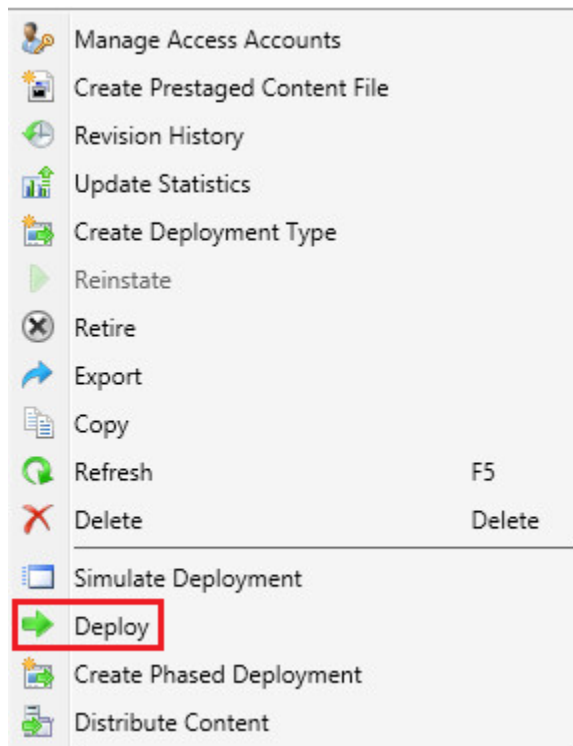 Manage Access Accounts
Create Prestaged Content File
Revision History
Update Statistics
Create Deployment Type
Reinstate
Retire
Export
Copy
Refresh F5
Delete Delete
Simulate Deployment
Deploy
Create Phased Deployment
Distribute Content